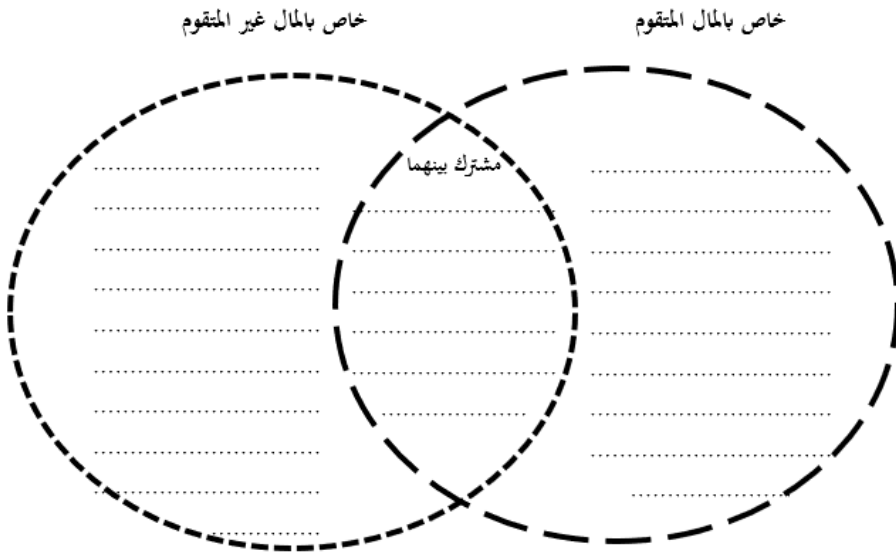 خاص بالمال المتقوم
خاص بالمال غير المتقوم
مشترك بينهما